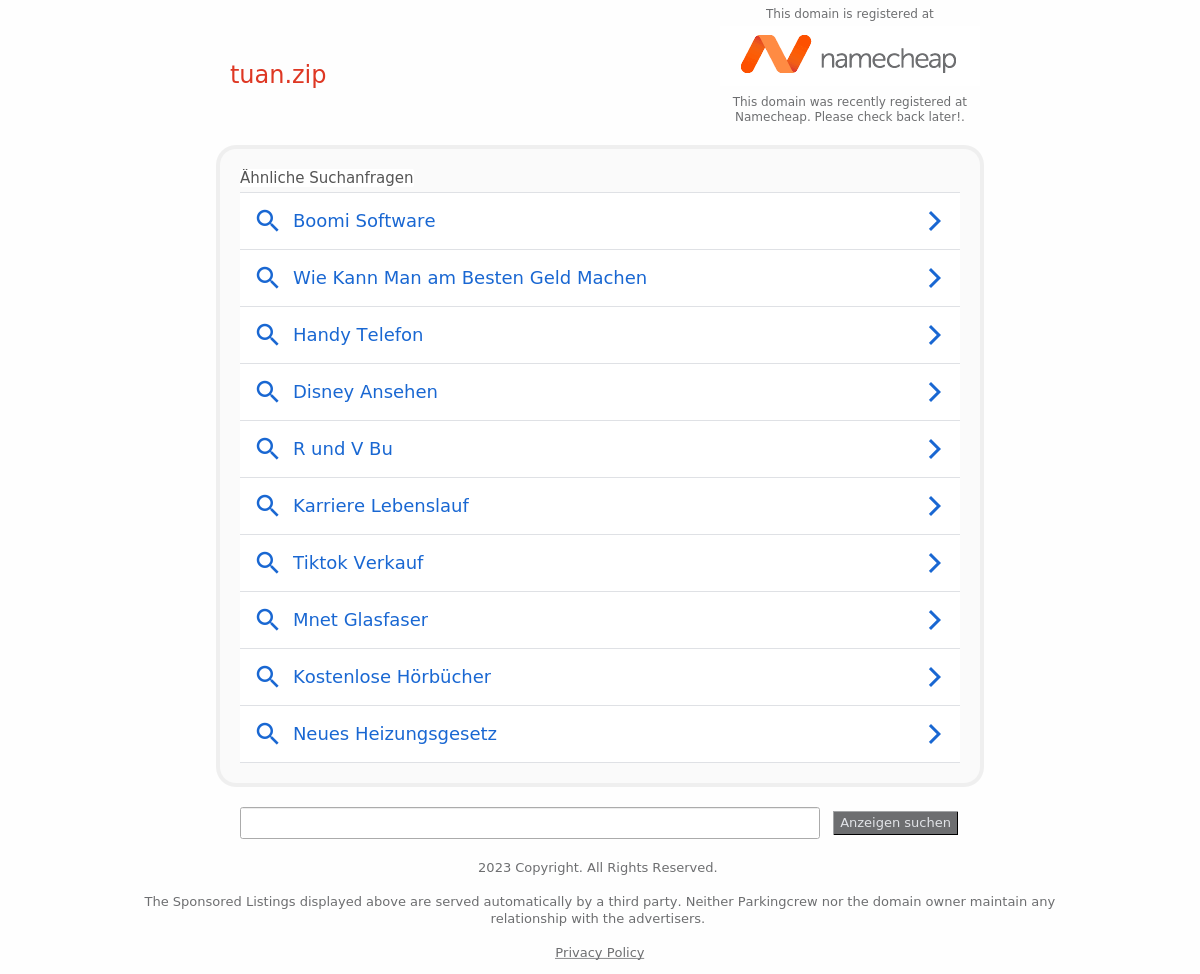 This domain is registered at
namecheap
tuan.zip
This domain was recently registered at
Namecheap. Please check back later!.
Ähnliche Suchanfragen
Boomi Software
Wie Kann Man am Besten Geld Machen
Handy Telefon
Disney Ansehen
R und V Bu
Karriere Lebenslauf
Tiktok Verkauf
Mnet Glasfaser
Kostenlose Hörbücher
Neues Heizungsgesetz
Anzeigen suchen
2023 Copyright. All Rights Reserved.
The Sponsored Listings displayed above are served automatically by a third party. Neither Parkingcrew nor the domain owner maintain any
relationship with the advertisers.
Privacy Policy